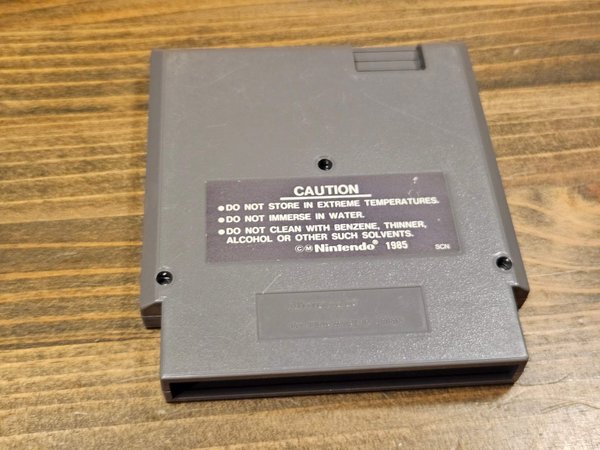 CAUTION
●DO NOT STORE IN EXTREME TEMPERATURES.
●DO NOT IMMERSE IN WATER.
●DO NOT CLEAN WITH BENZENE, THINNER,
ALCOHOL OR OTHER SUCH SOLVENTS.
©Ⓜ Nintendo® 1985 SCN